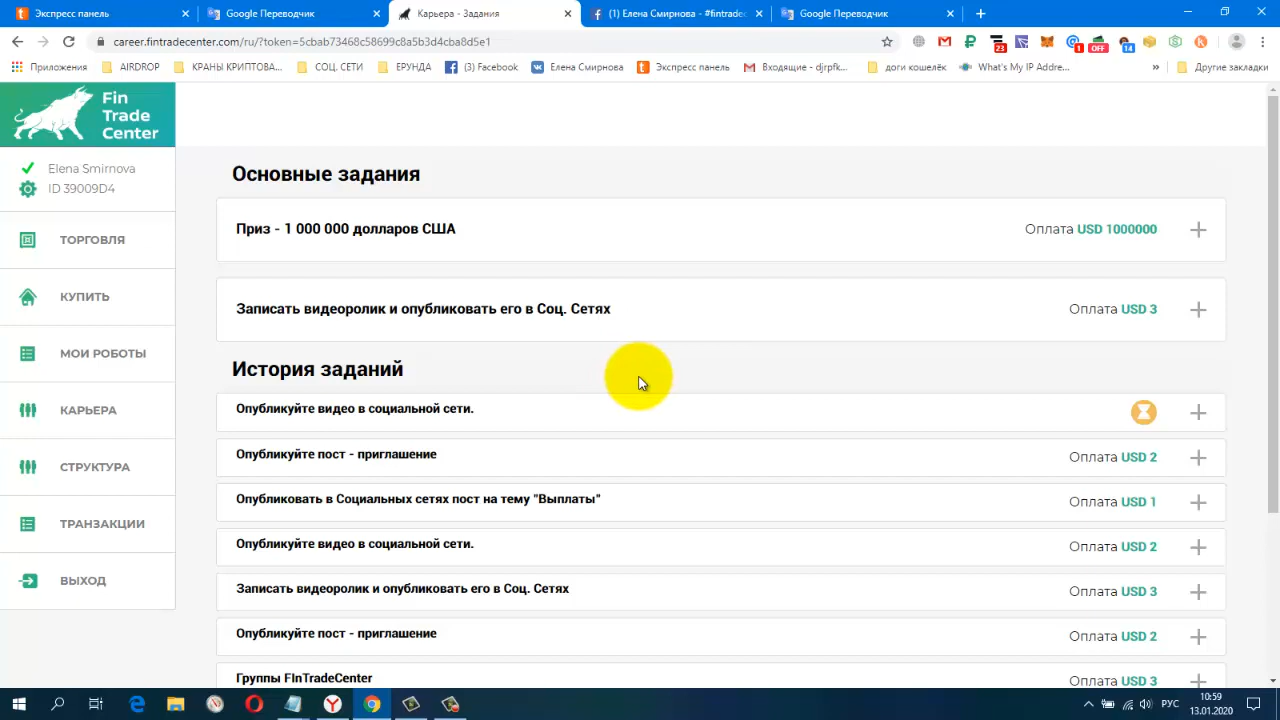 Экспресс панель
Google Переводчик
Карьера - Задания
(1) Елена Смирнова - #fintradec
Google Переводчик
career.fintradecenter.com/ru/?token=5cbab73468c58699c8a5b3d4cba8d5e1
23
1
OFF
14
Приложения
AIRDROP
КРАНЫ КРИПТОВА...
СОЦ. СЕТИ
ЕРУНДА
(3) Facebook
Елена Смирнова
Экспресс панель
Входящие - djrpfk...
доги кошелёк
What's My IP Addre...
»
Другие закладки
Fin
Trade
Center
Elena Smirnova
ID 39009D4
ТОРГОВЛЯ
КУПИТЬ
МОИ РОБОТЫ
КАРЬЕРА
СТРУКТУРА
ТРАНЗАКЦИИ
ВЫХОД
Основные задания
Приз - 1 000 000 долларов США
Оплата USD 1000000
Записать видеоролик и опубликовать его в Соц. Сетях
Оплата USD 3
История заданий
Опубликуйте видео в социальной сети.
Опубликуйте пост - приглашение
Оплата USD 2
Опубликовать в Социальных сетях пост на тему "Выплаты"
Оплата USD 1
Опубликуйте видео в социальной сети.
Оплата USD 2
Записать видеоролик и опубликовать его в Соц. Сетях
Оплата USD 3
Опубликуйте пост - приглашение
Оплата USD 2
Группы FInTradeCenter
Оплата USD 3
РУС
10:59
13.01.2020